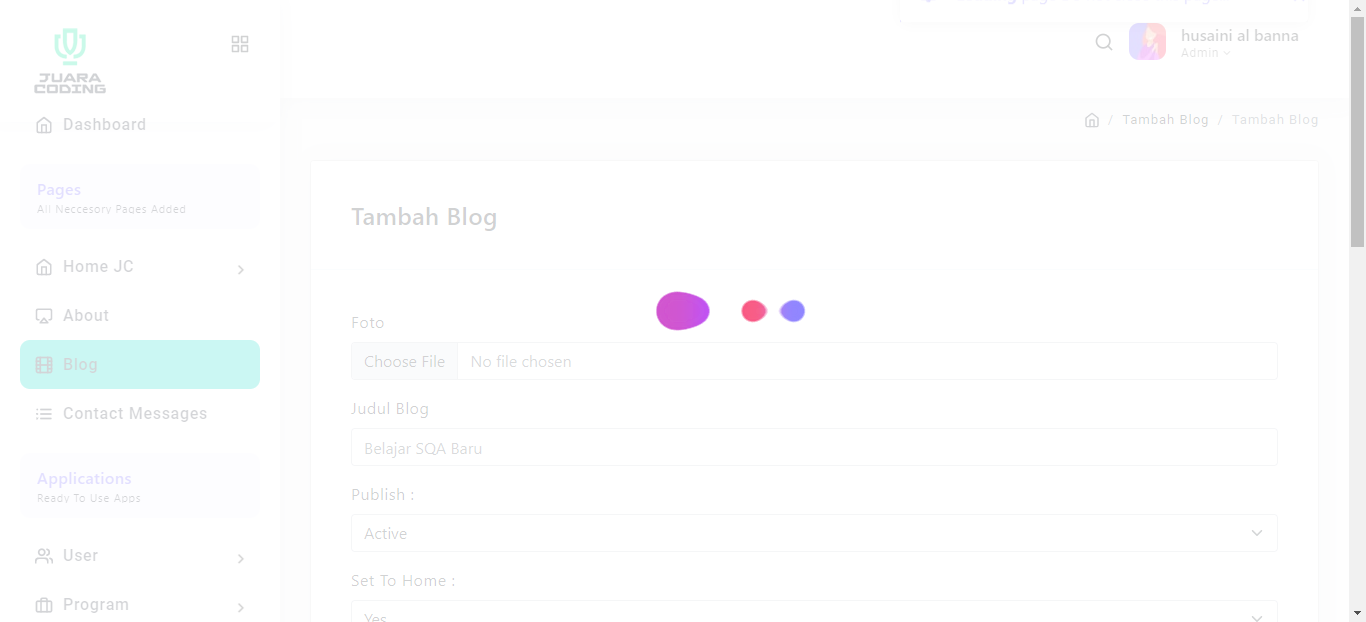 JUARA
CODING
husaini al banna
Admin
Dashboard
/ Tambah Blog / Tambah Blog
Pages
All Neccesory Pages Added
Home JC
About
Blog
Contact Messages
Applications
Ready To Use Apps
User
Program
Tambah Blog
Foto
Choose File No file chosen
Judul Blog
Belajar SQA Baru
Publish :
Active
Set To Home :
Yes